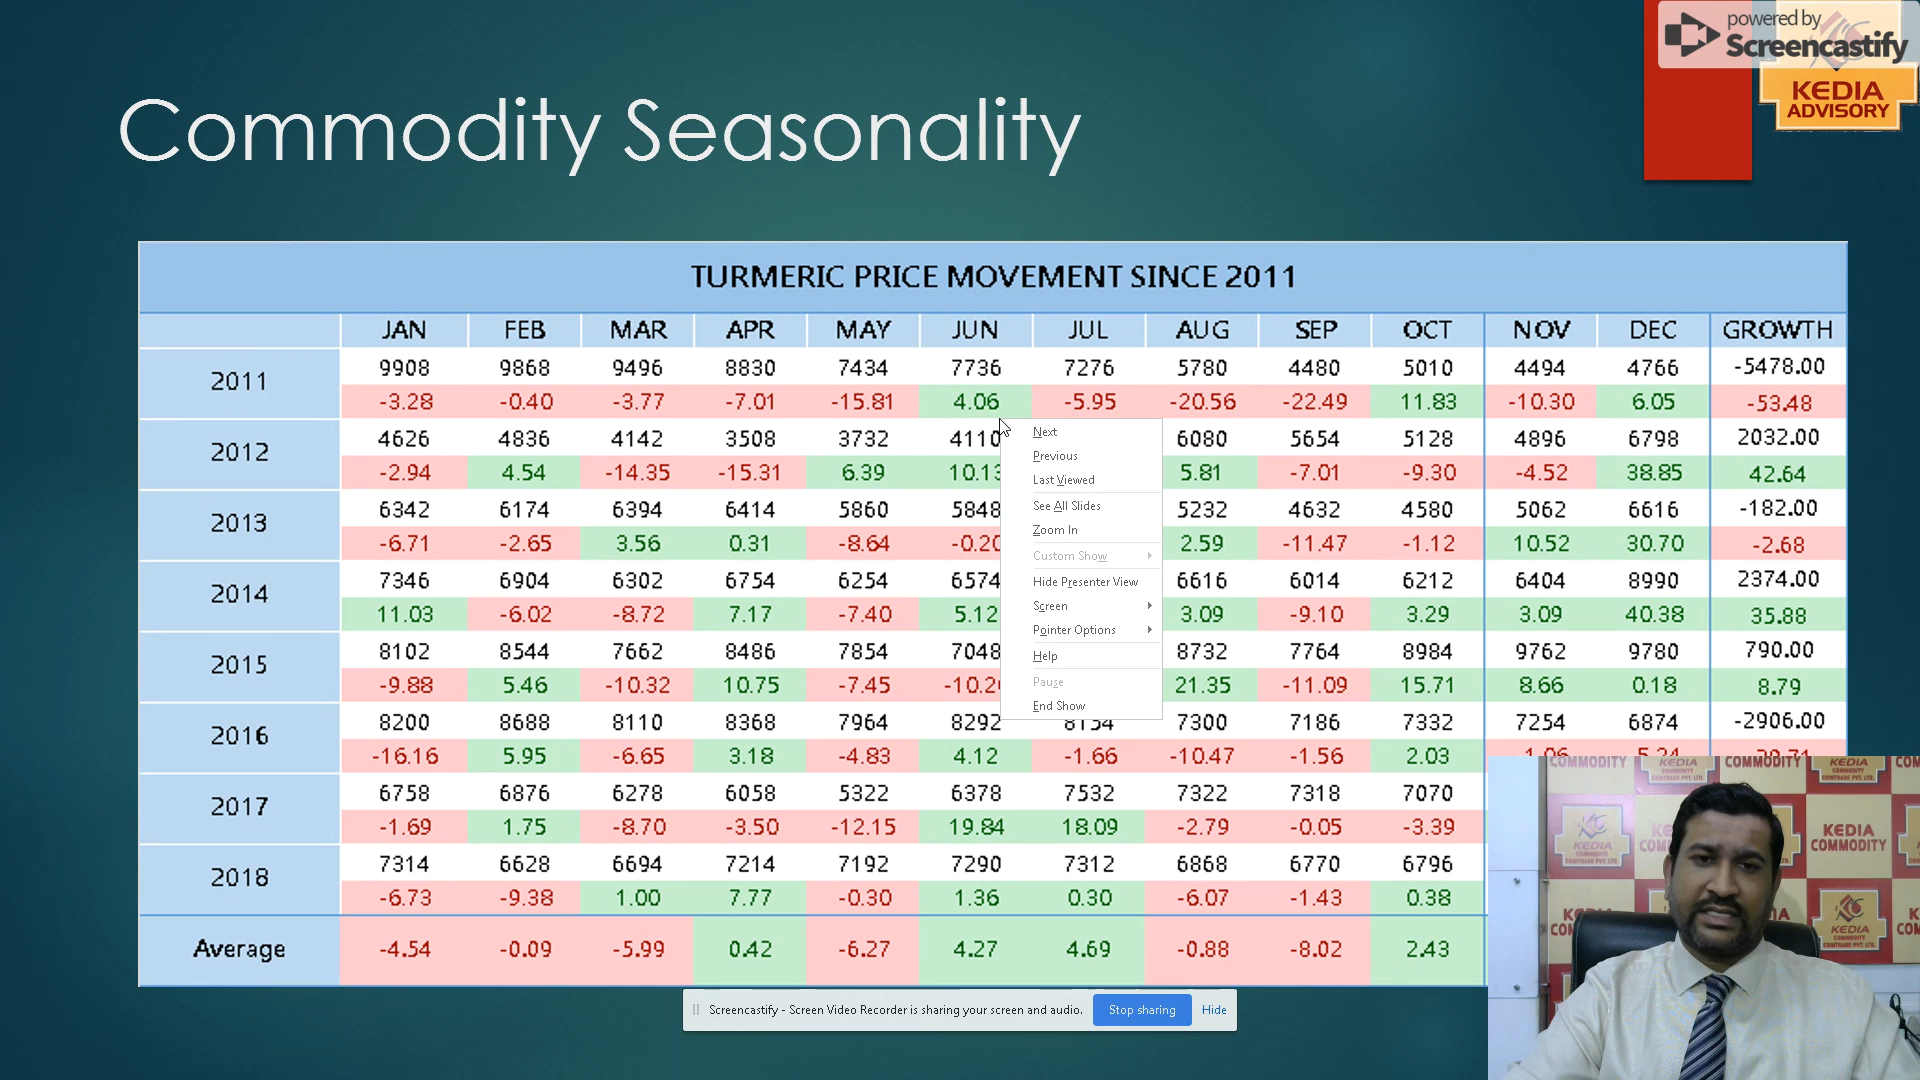 powered by
Screencastify
KEDIA
ADVISORY
Commodity Seasonality
TURMERIC PRICE MOVEMENT SINCE 2011
JAN FEB MAR APR MAY JUN JUL AUG SEP OCT NOV DEC GROWTH
2011
9908 9868 9496 8830 7434 7736 7276 5780 4480 5010 4494 4766 -5478.00
-3.28 -0.40 -3.77 -7.01 -15.81 4.06 -5.95 -20.56 -22.49 11.83 -10.30 6.05 -53.48
2012
4626 4836 4142 3508 3732 4110 6080 5654 5128 4896 6798 2032.00
-2.94 4.54 -14.35 -15.31 6.39 10.13 5.81 -7.01 -9.30 -4.52 38.85 42.64
2013
6342 6174 6394 6414 5860 5848 5232 4632 4580 5062 6616 -182.00
-6.71 -2.65 3.56 0.31 -8.64 -0.20 2.59 -11.47 -1.12 10.52 30.70 -2.68
2014
7346 6904 6302 6754 6254 6574 6616 6014 6212 6404 8990 2374.00
11.03 -6.02 -8.72 7.17 -7.40 5.12 3.09 -9.10 3.29 3.09 40.38 35.88
2015
8102 8544 7662 8486 7854 7048 8732 7764 8984 9762 9780 790.00
-9.88 5.46 -10.32 10.75 -7.45 21.35 -11.09 15.71 8.66 0.18 8.79
2016
8200 8688 8110 8368 7964 8292 8154 7300 7186 7332 7254 6874 -2906.00
-16.16 5.95 -6.65 3.18 -4.83 4.12 -1.66 -10.47 -1.56 2.03
2017
6758 6876 6278 6058 5322 6378 7532 7322 7318 7070
-1.69 1.75 -8.70 -3.50 -12.15 19.84 18.09 -2.79 -0.05 -3.39
2018
7314 6628 6694 7214 7192 7290 7312 6868 6770 6796
-6.73 -9.38 1.00 7.77 -0.30 1.36 0.30 -6.07 -1.43 0.38
Average -4.54 -0.09 -5.99 0.42 -6.27 4.27 4.69 -0.88 -8.02 2.43
Next
Previous
Last Viewed
See All Slides
Zoom In
Custom Show
Hide Presenter View
Screen
Pointer Options
Help
Pause
End Show
Screencastify - Screen Video Recorder is sharing your screen and audio. Stop sharing Hide
COMMODITY KEDIA COMMODITY KEDIA
KEDIA
COMMODITY
KEDIA